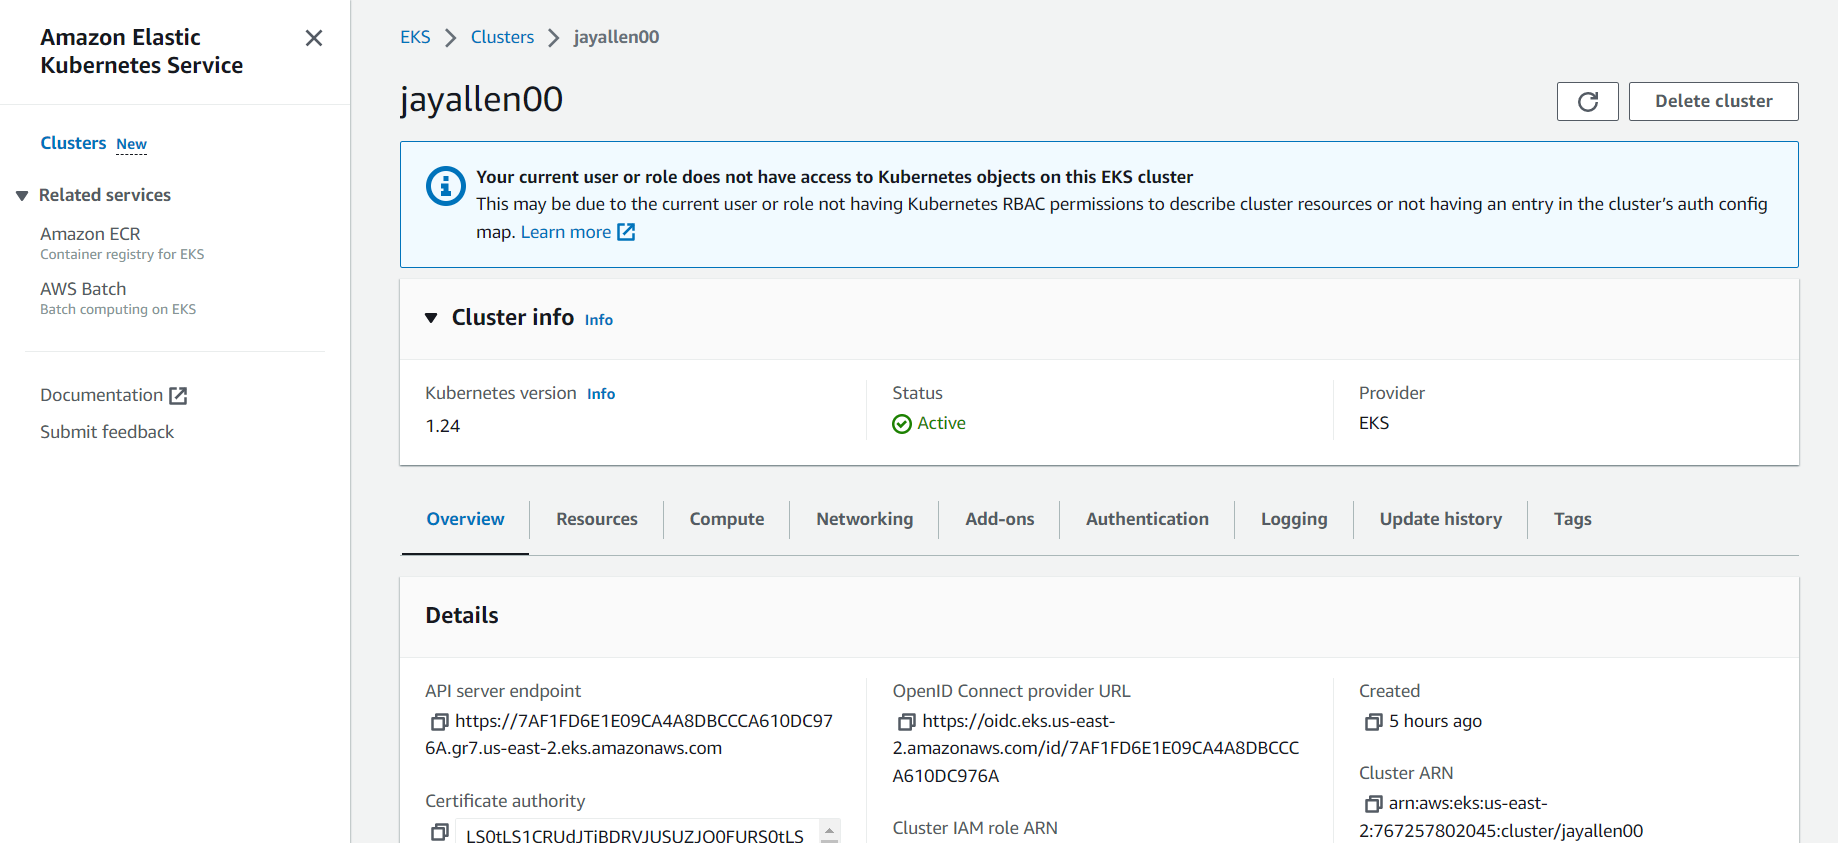 Amazon Elastic
Kubernetes Service
Clusters New
Related services
Amazon ECR
Container registry for EKS
AWS Batch
Batch computing on EKS
Documentation
Submit feedback
EKS Clusters jayallen00
jayallen00
Delete cluster
Your current user or role does not have access to Kubernetes objects on this EKS cluster
This may be due to the current user or role not having Kubernetes RBAC permissions to describe cluster resources or not having an entry in the cluster's auth config
map. Learn more
Cluster info Info
Kubernetes version Info
1.24
Status
Active
Provider
EKS
Overview Resources Compute Networking Add-ons Authentication Logging Update history Tags
Details
API server endpoint
https://7AF1FD6E1E09CA4A8DBCCCA610DC97
6A.gr7.us-east-2.eks.amazonaws.com
Certificate authority
LS0tLS1CRUdJTiBDRVJUSUZJQ0FURS0tLS
OpenID Connect provider URL
https://oidc.eks.us-east-
2.amazonaws.com/id/7AF1FD6E1E09CA4A8DBCCC
A610DC976A
Cluster IAM role ARN
Created
5 hours ago
Cluster ARN
arn:aws:eks:us-east-
2:767257802045:cluster/jayallen00